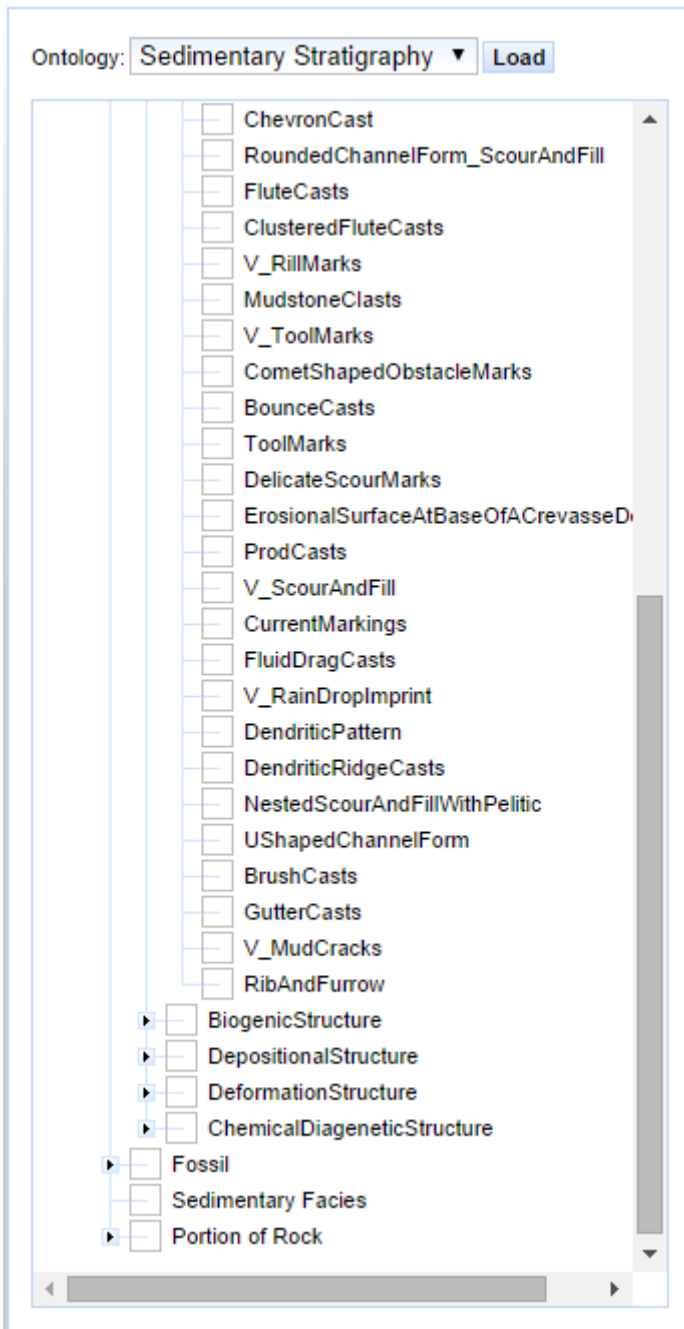 Ontology: Sedimentary Stratigraphy Load
ChevronCast
RoundedChannelForm_ScourAndFill
FluteCasts
ClusteredFluteCasts
V_RillMarks
MudstoneClasts
V_ToolMarks
CometShapedObstacleMarks
BounceCasts
ToolMarks
DelicateScourMarks
ErosionalSurfaceAtBaseOfACrevasseD
ProdCasts
V_ScourAndFill
CurrentMarkings
FluidDragCasts
V_RainDropImprint
DendriticPattern
DendriticRidgeCasts
NestedScourAndFillWithPelitic
UShapedChannelForm
BrushCasts
GutterCasts
V_MudCracks
RibAndFurrow
BiogenicStructure
DepositionalStructure
DeformationStructure
ChemicalDiageneticStructure
Fossil
Sedimentary Facies
Portion of Rock